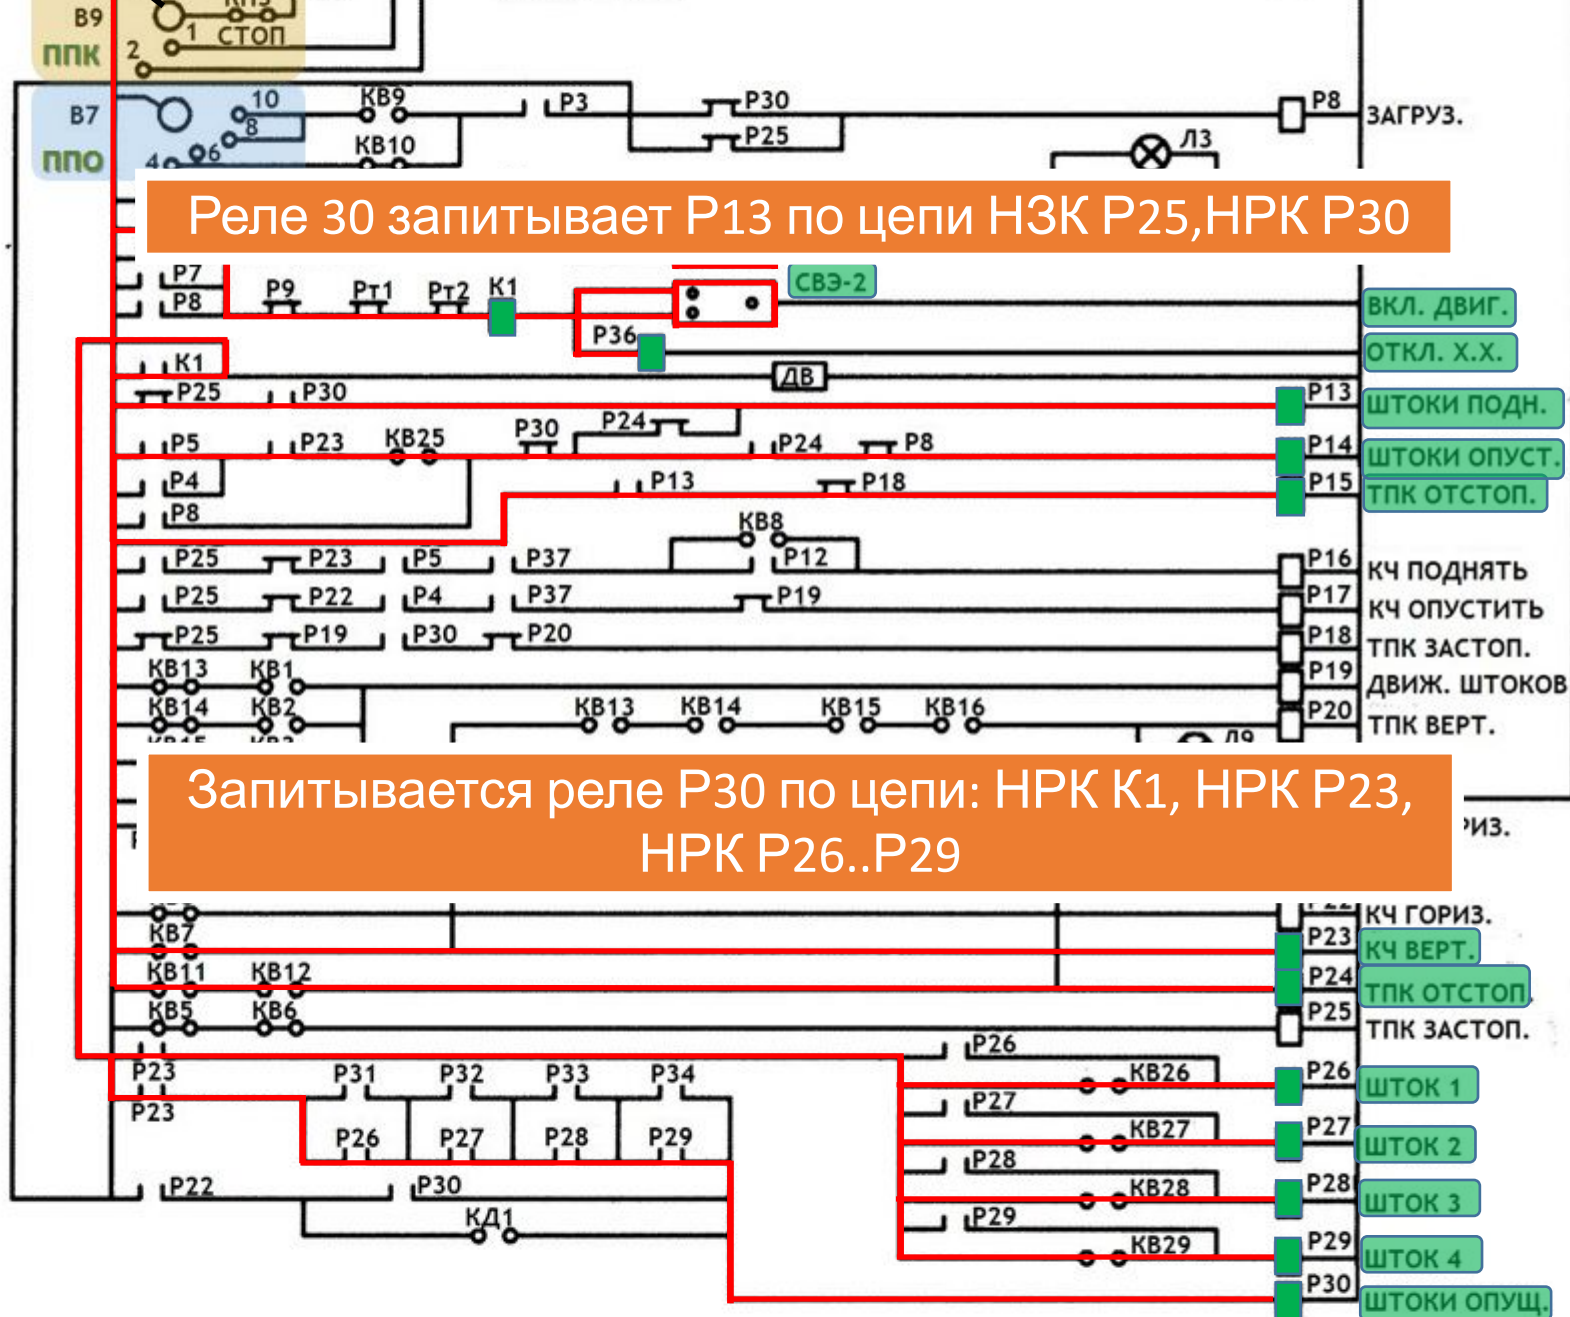 В9 КП3
1 СТОП
ППК 2
В7 10 КВ9 Р3 Р30 Р8 ЗАГРУЗ.
8 Р25 Л3
ППО 4 6 КВ10
Реле 30 запитывает Р13 по цепи НЗК Р25,НРК Р30
Р7 СВЭ-2
Р8 Р9 Рт1 Рт2 К1 ВКЛ. ДВИГ.
Р36 ОТКЛ. Х.Х.
К1 ДВ
Р25 Р30 Р13 ШТОКИ ПОДН.
Р24
Р5 Р23 КВ25 Р30 Р24 Р8 Р14 ШТОКИ ОПУСТ.
Р4 Р13 Р18 Р15 ТПК ОТСТОП.
Р8
КВ8
Р25 Р23 Р5 Р37 Р12 Р16 КЧ ПОДНЯТЬ
Р25 Р22 Р4 Р37 Р19 Р17 КЧ ОПУСТИТЬ
Р25 Р19 Р30 Р20 Р18 ТПК ЗАСТОП.
КВ13 КВ1 Р19 ДВИЖ. ШТОКОВ
КВ14 КВ2 КВ13 КВ14 КВ15 КВ16 Р20 ТПК ВЕРТ.
Л9
Запитывается реле Р30 по цепи: НРК К1, НРК Р23,
НРК Р26..Р29
РИЗ.
КЧ ГОРИЗ.
КВ7 Р23 КЧ ВЕРТ.
КВ11 КВ12 Р24 ТПК ОТСТОП.
КВ5 КВ6 Р25 ТПК ЗАСТОП.
Р26
Р23 Р31 Р32 Р33 Р34 КВ26 Р26 ШТОК 1
Р23 Р27
Р26 Р27 Р28 Р29 КВ27 Р27 ШТОК 2
Р28
Р22 Р30 КВ28 Р28 ШТОК 3
КД1 Р29
КВ29 Р29 ШТОК 4
Р30 ШТОКИ ОПУЩ.